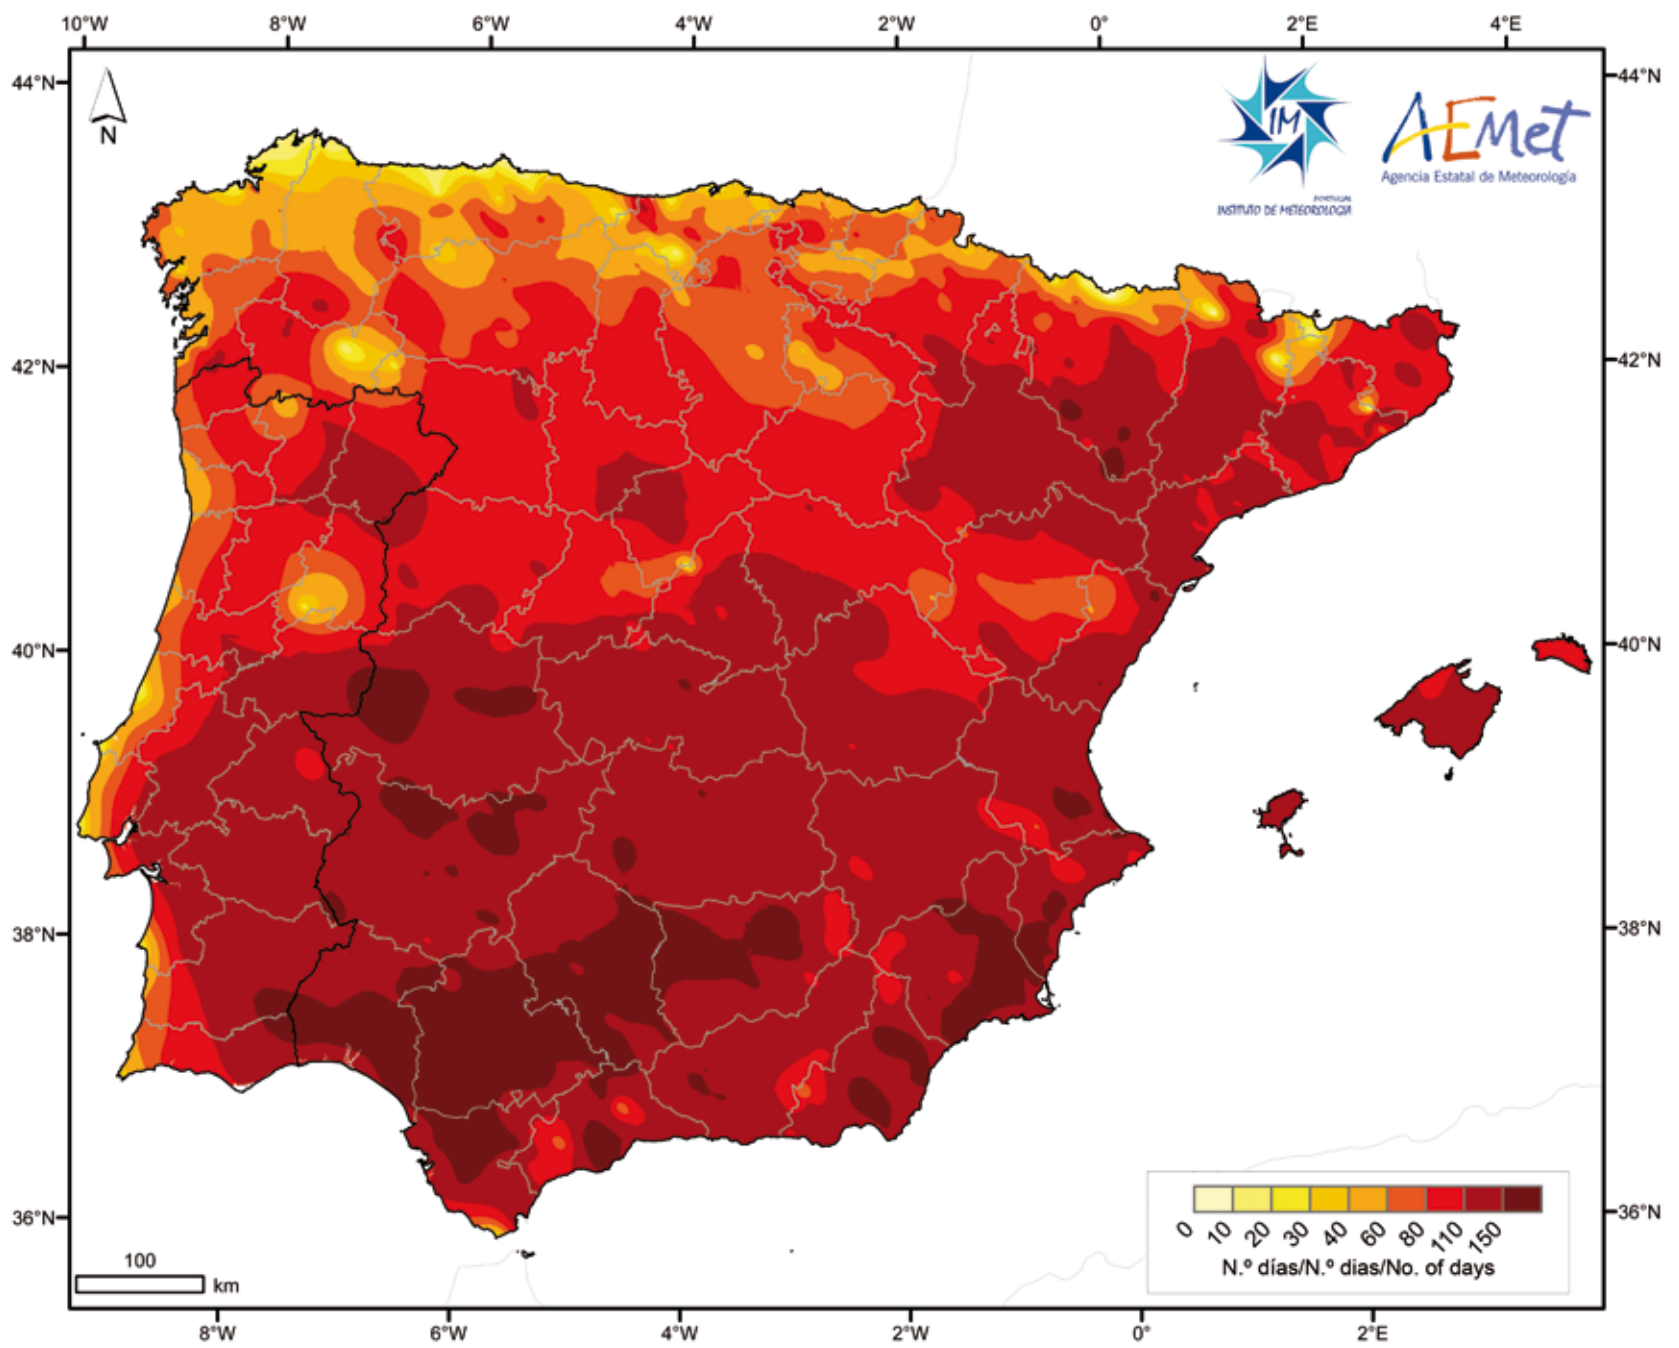 10°W 8°W 6°W 4°W 2°W 0° 2°E 4°E
44°N 44°N
N
IM
PORTUGAL
INSTITUTO DE METEOROLOGIA
AEMet
Agencia Estatal de Meteorología
42°N 42°N
40°N 40°N
38°N 38°N
36°N 36°N
0 10 20 30 40 60 80 110 150
N.º días/N.º dias/No. of days
100
km
8°W 6°W 4°W 2°W 0° 2°E